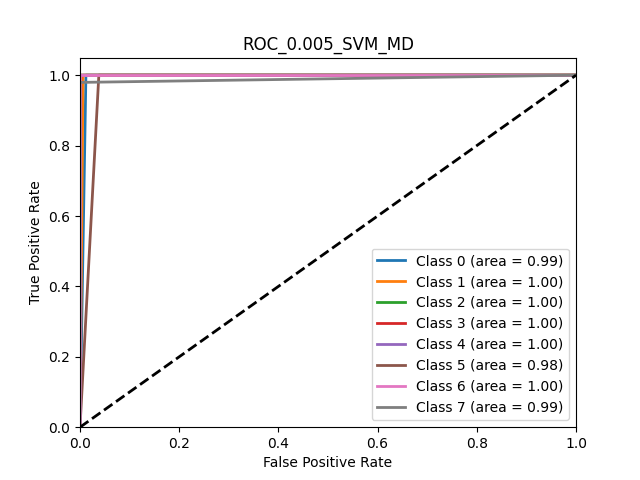 ROC_0.005_SVM_MD
True Positive Rate
1.0
0.8
0.6
0.4
0.2
0.0
Class 0 (area = 0.99)
Class 1 (area = 1.00)
Class 2 (area = 1.00)
Class 3 (area = 1.00)
Class 4 (area = 1.00)
Class 5 (area = 0.98)
Class 6 (area = 1.00)
Class 7 (area = 0.99)
0.0 0.2 0.4 0.6 0.8 1.0
False Positive Rate